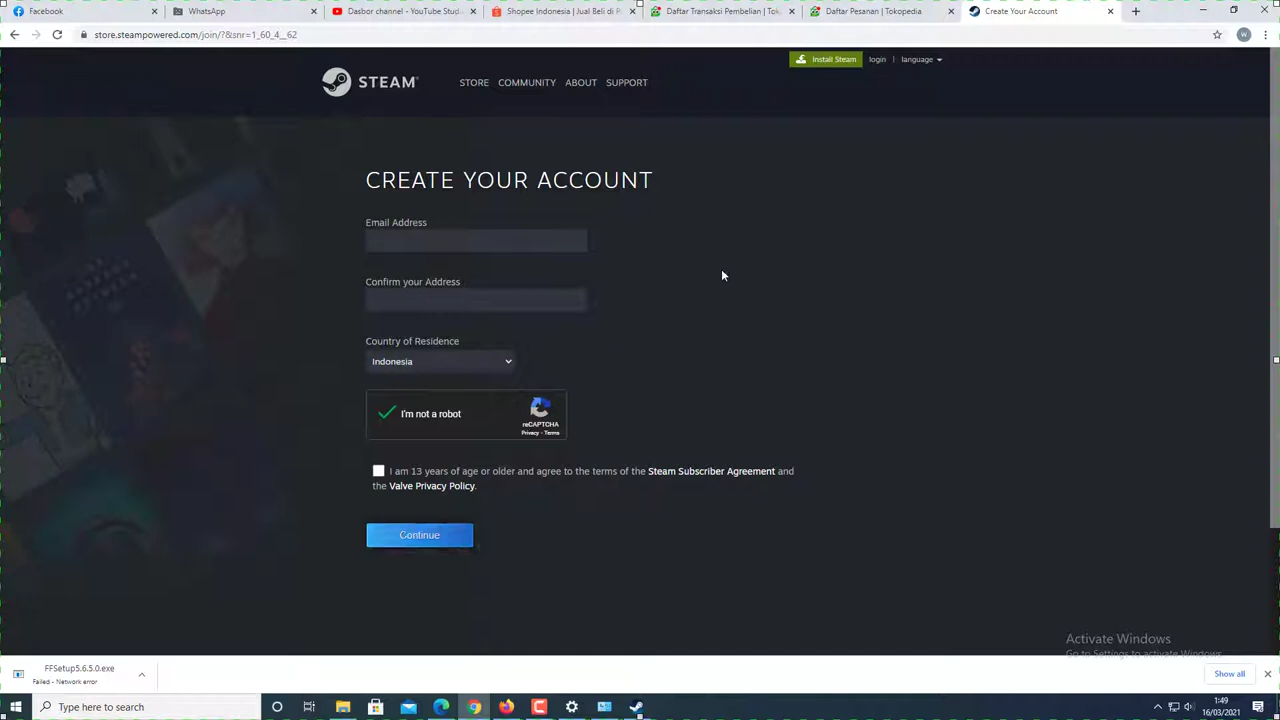 Facebook
WhatsApp
Dasbor channel - YouTube Stud
Shopee Indonesia | Jual Beli di P
Daftar Transaksi Pembelian | Tok
Daftar Pesanan | Tokopedia
Create Your Account
store.steampowered.com/join/?&snr=1_60_4__62
W
Install Steam
login
language
STEAM
STORE
COMMUNITY
ABOUT
SUPPORT
CREATE YOUR ACCOUNT
Email Address
Confirm your Address
Country of Residence
Indonesia
I'm not a robot
reCAPTCHA
Privacy - Terms
I am 13 years of age or older and agree to the terms of the Steam Subscriber Agreement and
the Valve Privacy Policy.
Continue
Activate Windows
Go to Settings to activate Windows.
FFSetup5.6.5.0.exe
Failed - Network error
Show all
Type here to search
1:49
16/03/2021